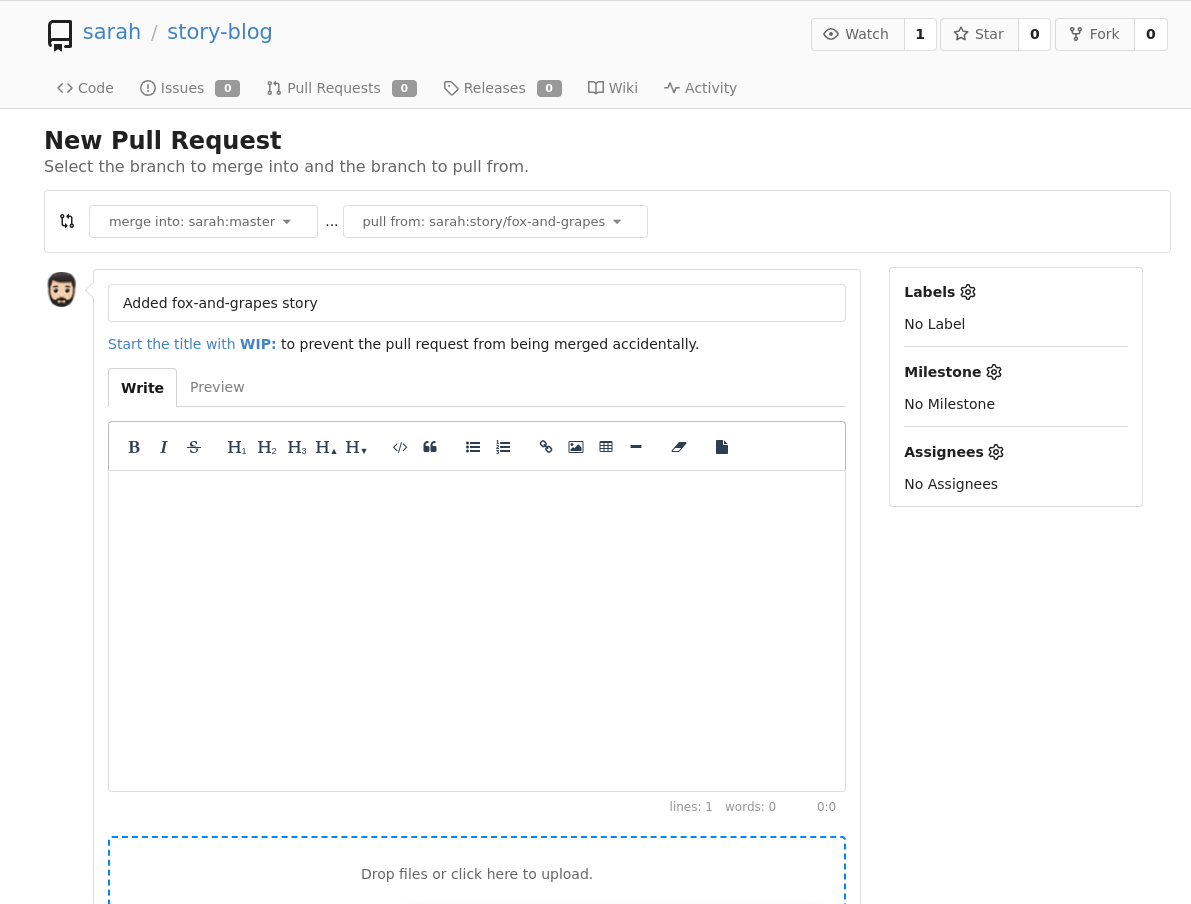 sarah / story-blog
Watch 1 Star 0 Fork 0
Code Issues 0 Pull Requests 0 Releases 0 Wiki Activity
New Pull Request
Select the branch to merge into and the branch to pull from.
merge into: sarah:master ... pull from: sarah:story/fox-and-grapes
Added fox-and-grapes story
Start the title with WIP: to prevent the pull request from being merged accidentally.
Write Preview
B I S H1 H2 H3 H▲ H▼
lines: 1 words: 0 0:0
Drop files or click here to upload.
Labels
No Label
Milestone
No Milestone
Assignees
No Assignees